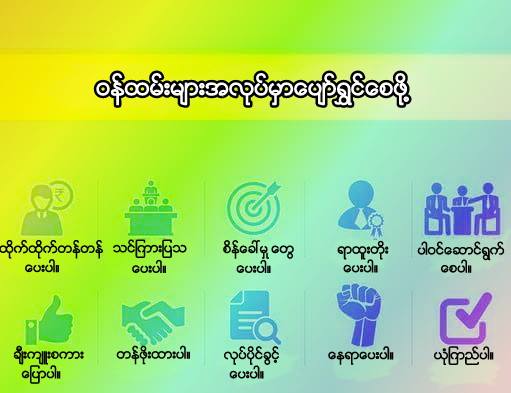 ဝန်ထမ်းများအလုပ်မှာပျော်ရွှင်စေဖို့
ထိုက်ထိုက်တန်တန်
ပေးပါ။
သင်ကြားပြသ
ပေးပါ။
စိန်ခေါ်မှုတွေ
ပေးပါ။
ရာထူးတိုး
ပေးပါ။
ပါဝင်ဆောင်ရွက်
စေပါ။
ချီးကျူးစကား
ပြောပါ။
တန်ဖိုးထားပါ။
လုပ်ပိုင်ခွင့်
ပေးပါ။
နေရာပေးပါ။
ယုံကြည်ပါ။